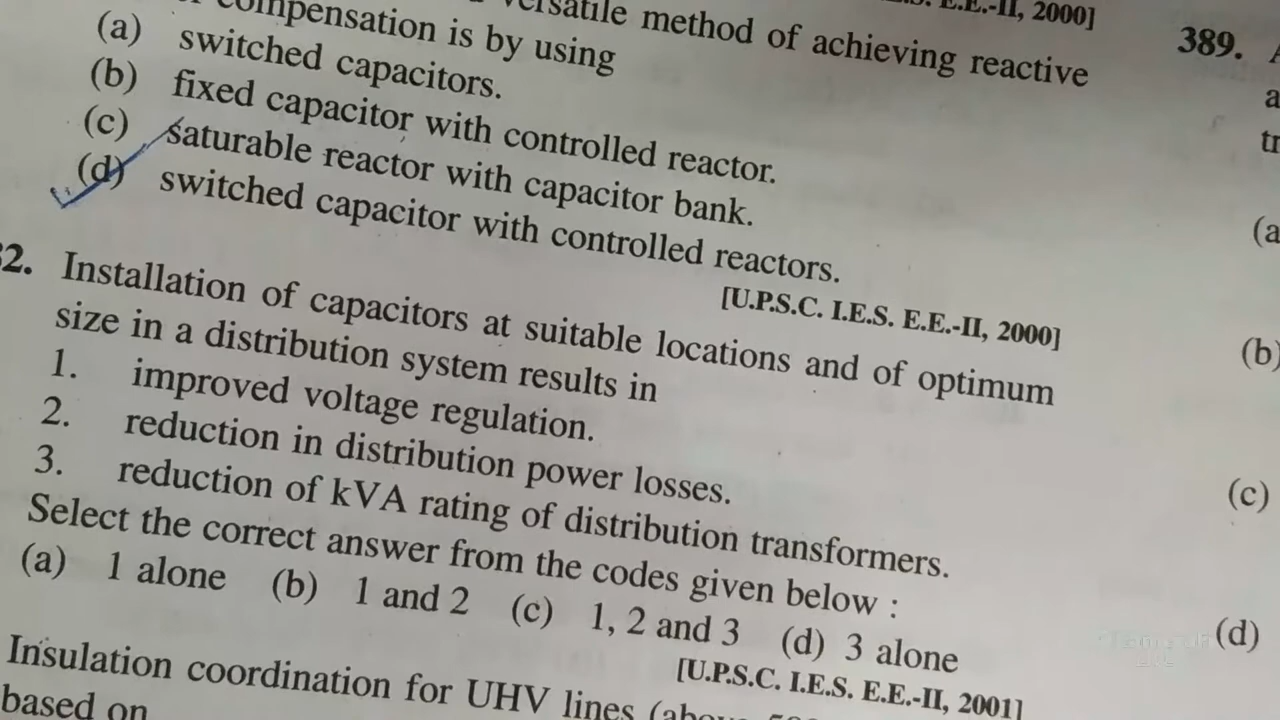 E.E.-II, 2000]
versatile method of achieving reactive
compensation is by using
(a) switched capacitors.
(b) fixed capacitor with controlled reactor.
(c) saturable reactor with capacitor bank.
(d) switched capacitor with controlled reactors.
[U.P.S.C. I.E.S. E.E.-II, 2000]
2. Installation of capacitors at suitable locations and of optimum
size in a distribution system results in
1. improved voltage regulation.
2. reduction in distribution power losses.
3. reduction of kVA rating of distribution transformers.
Select the correct answer from the codes given below :
(a) 1 alone (b) 1 and 2 (c) 1, 2 and 3 (d) 3 alone
[U.P.S.C. I.E.S. E.E.-II, 2001]
Insulation coordination for UHV lines
based on
389.
a
tr
(a
(b)
(c)
(d)